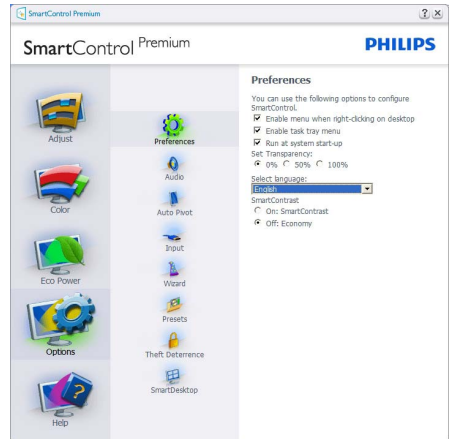 SmartControl Premium
SmartControl Premium
PHILIPS
Adjust
Color
Eco Power
Options
Help
Preferences
Audio
Auto Pivot
Input
Wizard
Presets
Theft Deterrence
SmartDesktop
Preferences
You can use the following options to configure
SmartControl.
Enable menu when right-clicking on desktop
Enable task tray menu
Run at system start-up
Set Transparency:
0% 50% 100%
Select language:
English
SmartContrast
On: SmartContrast
Off: Economy